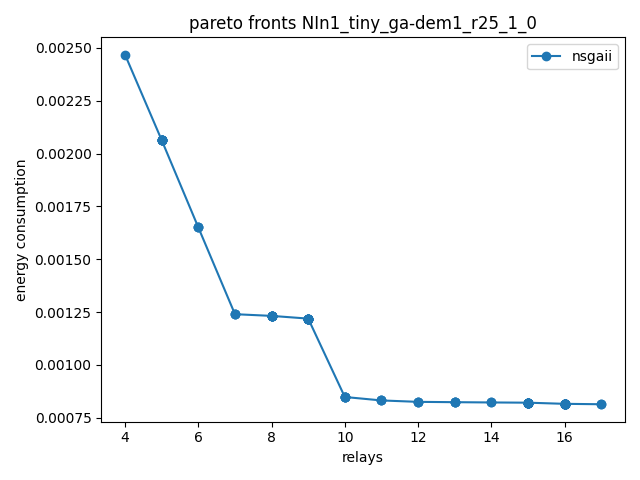 pareto fronts NIn1_tiny_ga-dem1_r25_1_0
nsgaii
0.00250
0.00225
0.00200
0.00175
0.00150
0.00125
0.00100
0.00075
energy consumption
4 6 8 10 12 14 16
relays